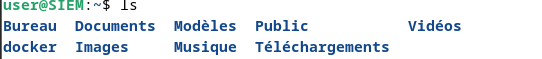 user@SIEM:~$ ls
Bureau Documents Modèles Public Vidéos
docker Images Musique Téléchargements